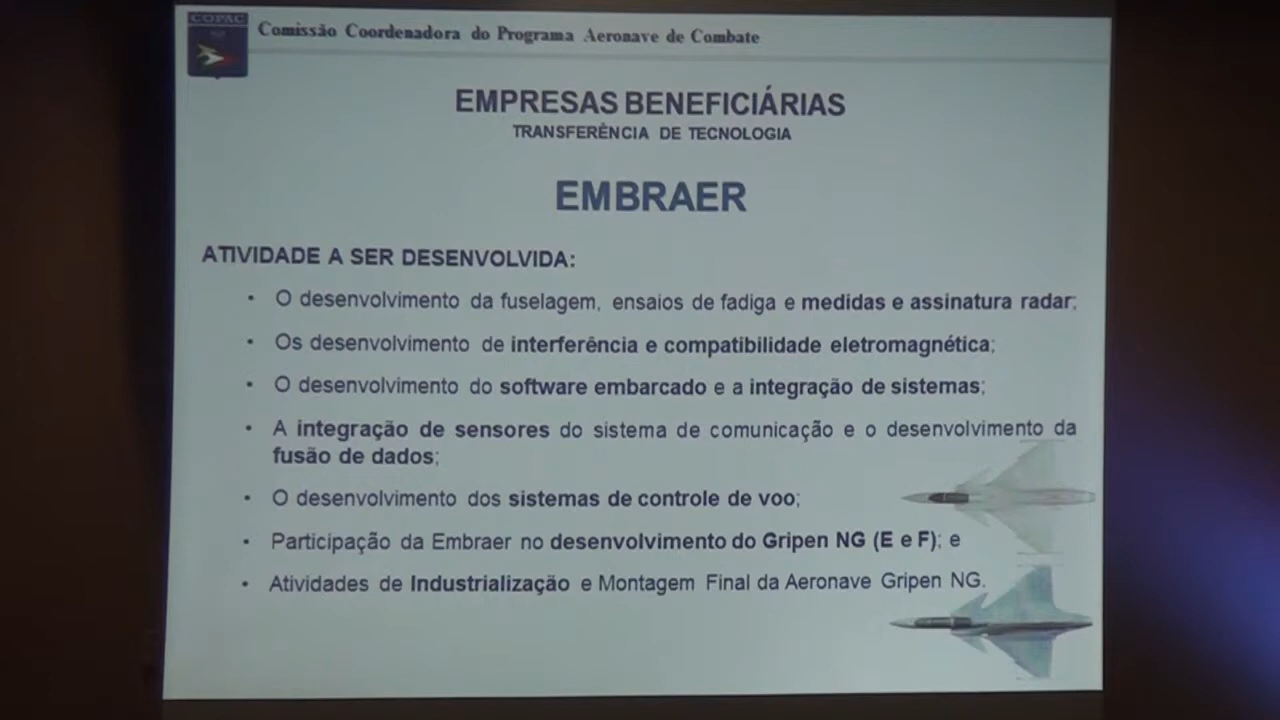 COPAC
Comissão Coordenadora do Programa Aeronave de Combate
EMPRESAS BENEFICIÁRIAS
TRANSFERÊNCIA DE TECNOLOGIA
EMBRAER
ATIVIDADE A SER DESENVOLVIDA:
• O desenvolvimento da fuselagem, ensaios de fadiga e medidas e assinatura radar;
• Os desenvolvimento de interferência e compatibilidade eletromagnética;
• O desenvolvimento do software embarcado e a integração de sistemas;
• A integração de sensores do sistema de comunicação e o desenvolvimento da
fusão de dados;
• O desenvolvimento dos sistemas de controle de voo;
• Participação da Embraer no desenvolvimento do Gripen NG (E e F); e
• Atividades de Industrialização e Montagem Final da Aeronave Gripen NG.